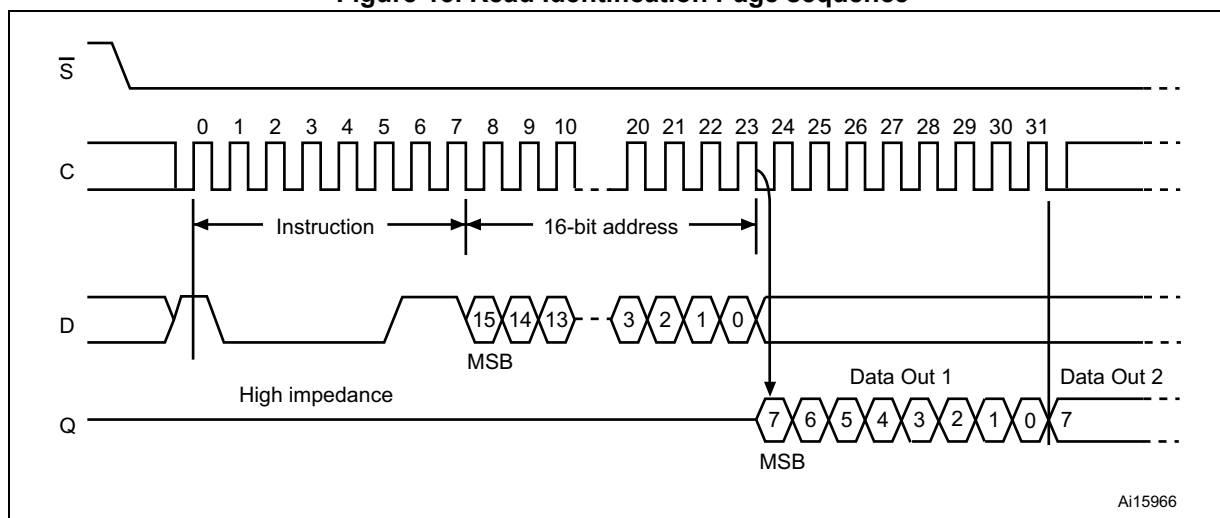 Figure Read Identification Page sequence
S̅
0 1 2 3 4 5 6 7 8 9 10 20 21 22 23 24 25 26 27 28 29 30 31
C
Instruction 16-bit address
D
15 14 13 3 2 1 0
MSB
High impedance
Data Out 1 Data Out 2
Q
7 6 5 4 3 2 1 0 7
MSB
Ai15966